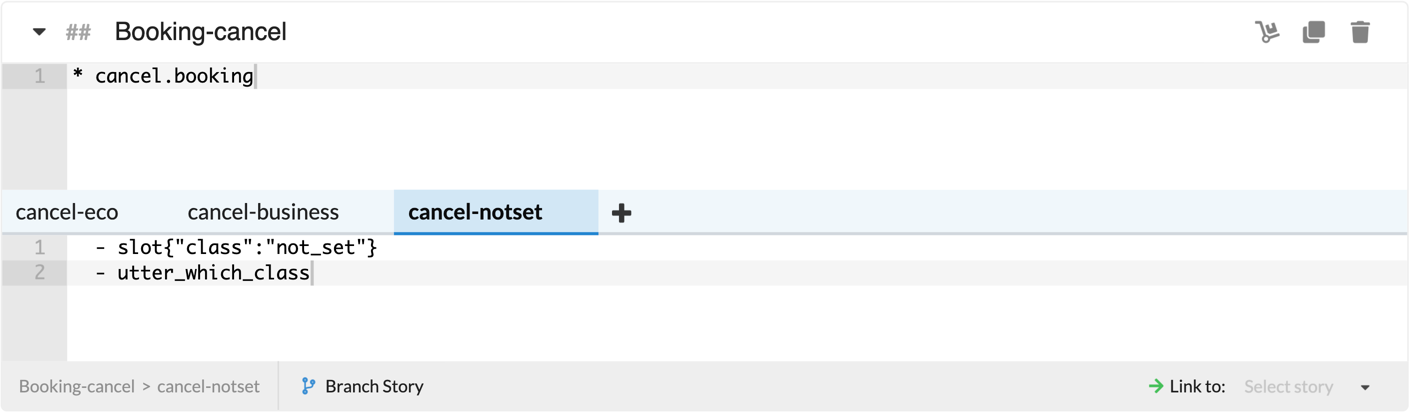 ## Booking-cancel
1 * cancel.booking
cancel-eco cancel-business cancel-notset
1 - slot{"class":"not_set"}
2 - utter_which_class
Booking-cancel > cancel-notset Branch Story Link to: Select story